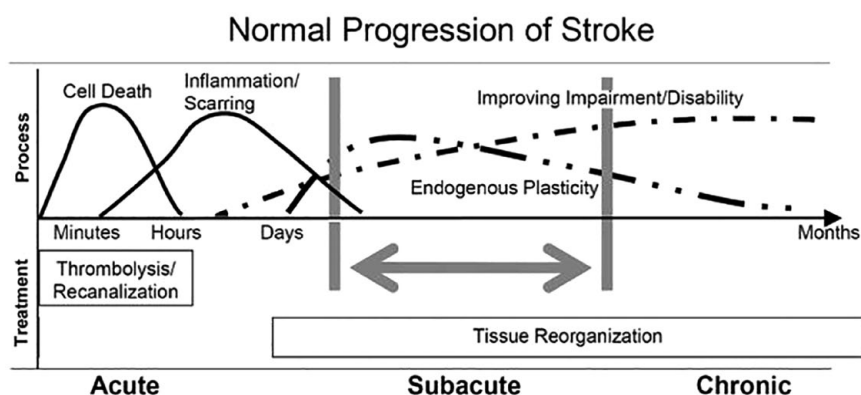 Normal Progression of Stroke
Process
Cell Death
Inflammation/
Scarring
Improving Impairment/Disability
Endogenous Plasticity
Minutes
Hours
Days
Months
Treatment
Thrombolysis/
Recanalization
Tissue Reorganization
Acute
Subacute
Chronic